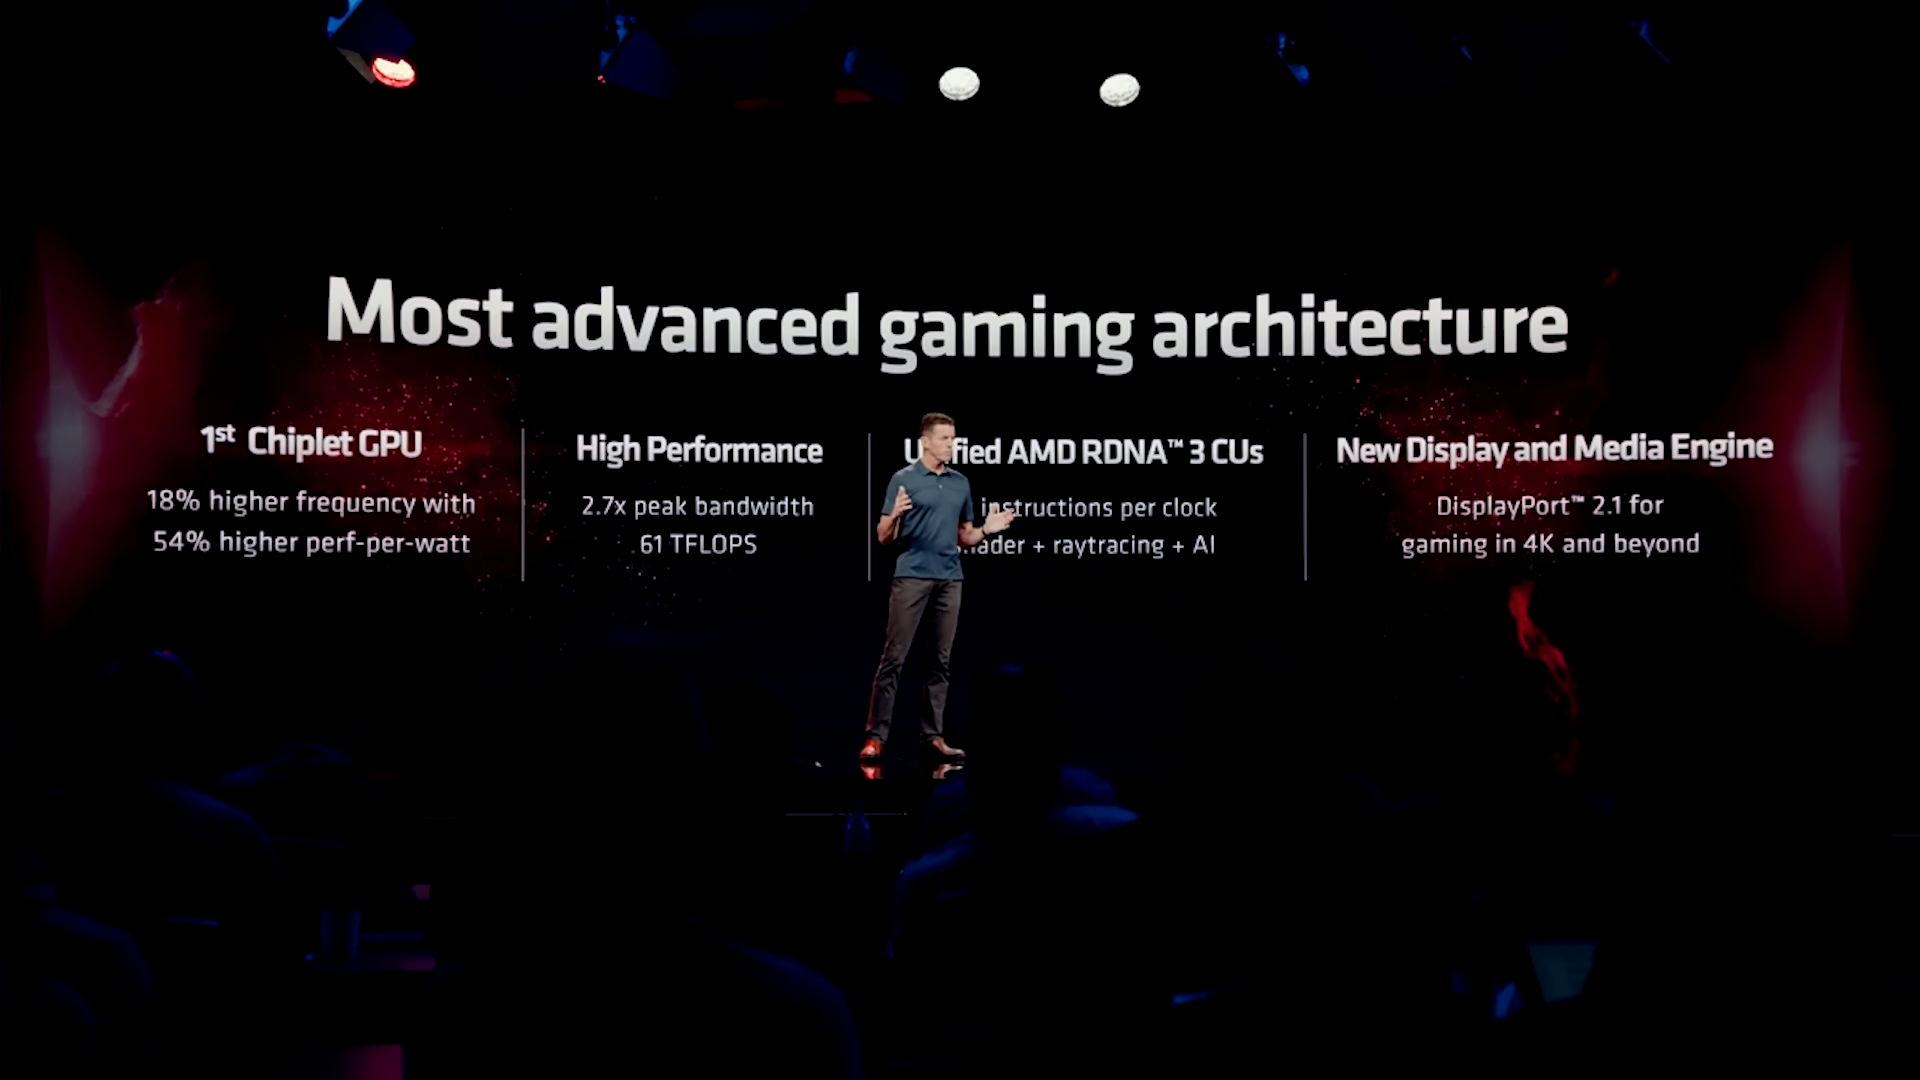 Most advanced gaming architecture
1st Chiplet GPU
18% higher frequency with
54% higher perf-per-watt
High Performance
2.7x peak bandwidth
61 TFLOPS
AMD RDNA™ 3 CUs
instructions per clock
+ raytracing + AI
New Display and Media Engine
DisplayPort™ 2.1 for
gaming in 4K and beyond